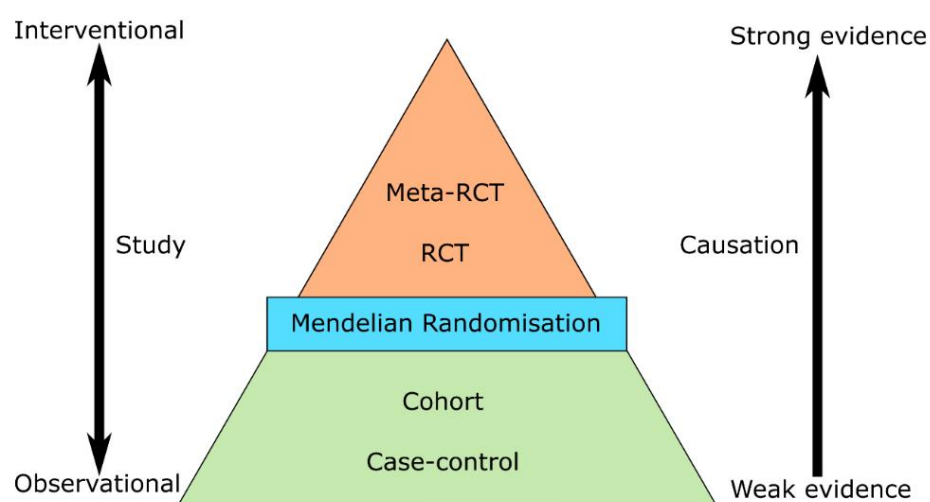 Interventional
Strong evidence
Meta-RCT
Study
RCT
Causation
Mendelian Randomisation
Cohort
Case-control
Observational
Weak evidence